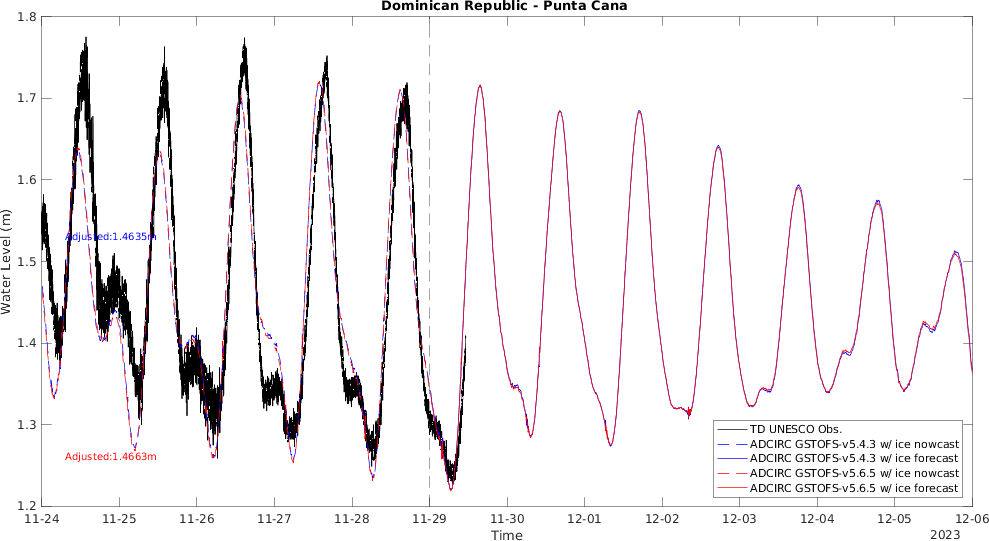 Dominican Republic - Punta Cana
1.8
1.7
1.6
1.5
1.4
1.3
1.2
Water Level (m)
Adjusted:1.4635m
Adjusted:1.4663m
TD UNESCO Obs.
ADCIRC GSTOFS-v5.4.3 w/ ice nowcast
ADCIRC GSTOFS-v5.4.3 w/ ice forecast
ADCIRC GSTOFS-v5.6.5 w/ ice nowcast
ADCIRC GSTOFS-v5.6.5 w/ ice forecast
11-24 11-25 11-26 11-27 11-28 11-29 11-30 12-01 12-02 12-03 12-04 12-05 12-06
Time
2023